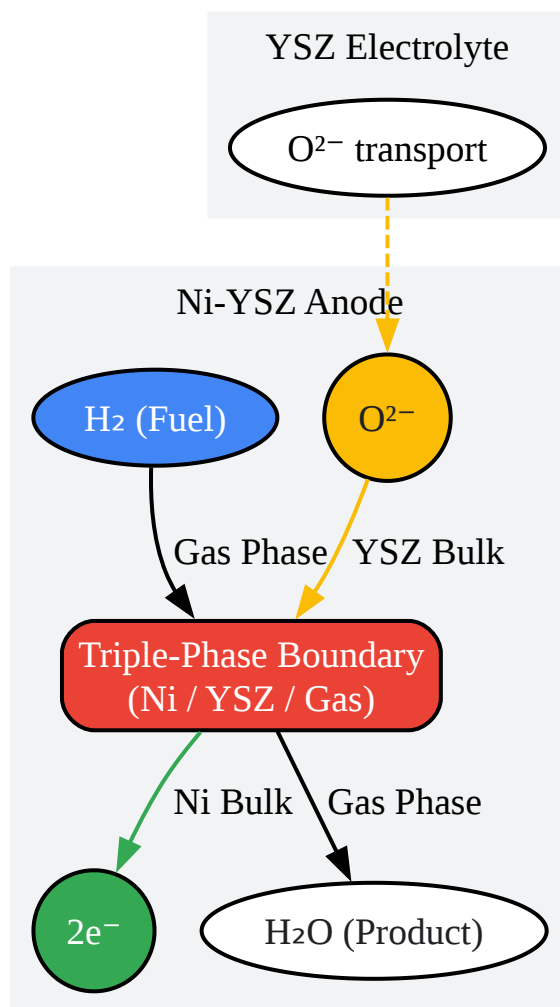 YSZ Electrolyte
O²⁻ transport
Ni-YSZ Anode
H₂ (Fuel)
O²⁻
Gas Phase
YSZ Bulk
Triple-Phase Boundary
(Ni / YSZ / Gas)
Ni Bulk
Gas Phase
2e⁻
H₂O (Product)